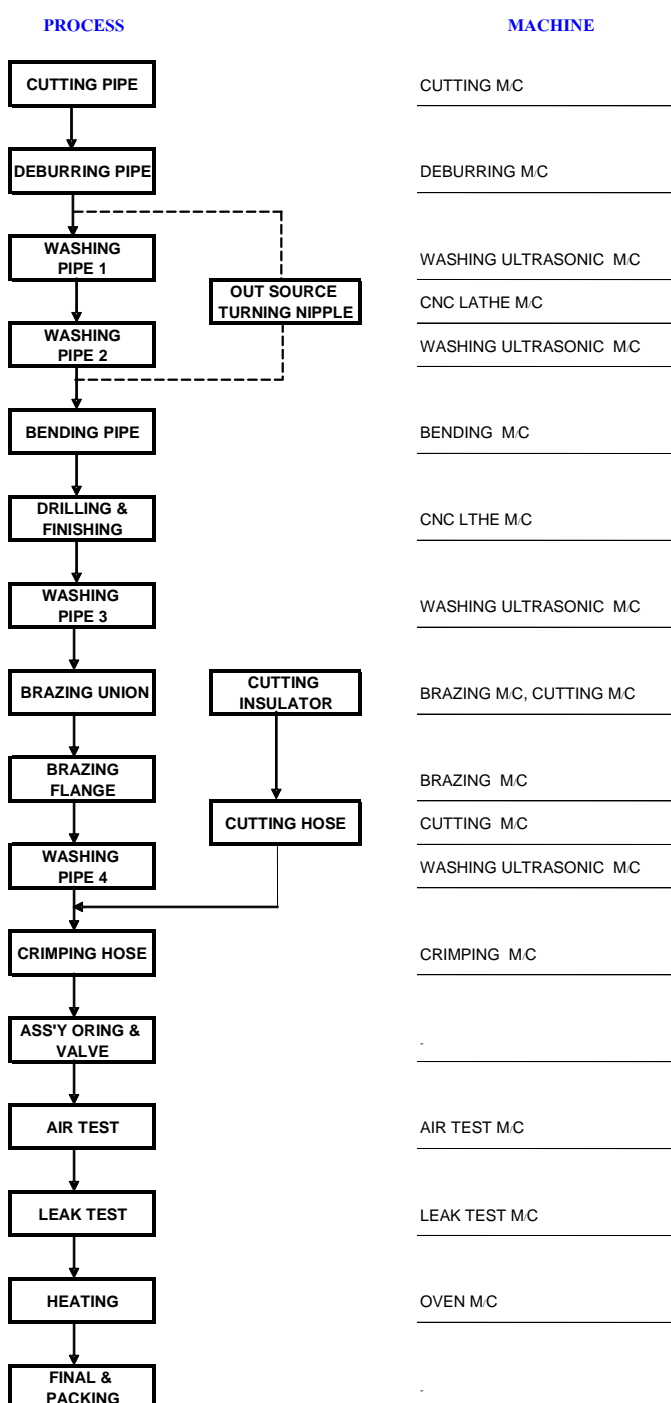 PROCESS MACHINE
CUTTING PIPE CUTTING M/C
DEBURRING PIPE DEBURRING M/C
WASHING
PIPE 1
WASHING ULTRASONIC M/C
OUT SOURCE
TURNING NIPPLE
CNC LATHE M/C
WASHING
PIPE 2
WASHING ULTRASONIC M/C
BENDING PIPE BENDING M/C
DRILLING &
FINISHING
CNC LTHE M/C
WASHING
PIPE 3
WASHING ULTRASONIC M/C
BRAZING UNION
CUTTING
INSULATOR
BRAZING M/C, CUTTING M/C
BRAZING
FLANGE
BRAZING M/C
CUTTING HOSE CUTTING M/C
WASHING
PIPE 4
WASHING ULTRASONIC M/C
CRIMPING HOSE CRIMPING M/C
ASS'Y ORING &
VALVE
-
AIR TEST AIR TEST M/C
LEAK TEST LEAK TEST M/C
HEATING OVEN M/C
FINAL &
PACKING
-